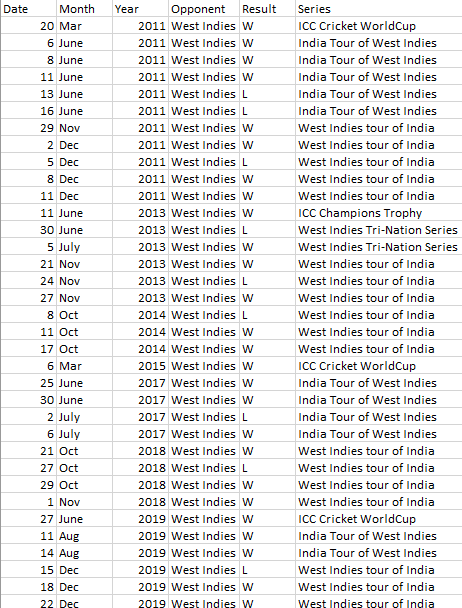 Date Month Year Opponent Result Series
20 Mar 2011 West Indies W ICC Cricket WorldCup
6 June 2011 West Indies W India Tour of West Indies
8 June 2011 West Indies W India Tour of West Indies
11 June 2011 West Indies W India Tour of West Indies
13 June 2011 West Indies L India Tour of West Indies
16 June 2011 West Indies L India Tour of West Indies
29 Nov 2011 West Indies W West Indies tour of India
2 Dec 2011 West Indies W West Indies tour of India
5 Dec 2011 West Indies L West Indies tour of India
8 Dec 2011 West Indies W West Indies tour of India
11 Dec 2011 West Indies W West Indies tour of India
11 June 2013 West Indies W ICC Champions Trophy
30 June 2013 West Indies L West Indies Tri-Nation Series
5 July 2013 West Indies W West Indies Tri-Nation Series
21 Nov 2013 West Indies W West Indies tour of India
24 Nov 2013 West Indies L West Indies tour of India
27 Nov 2013 West Indies W West Indies tour of India
8 Oct 2014 West Indies L West Indies tour of India
11 Oct 2014 West Indies W West Indies tour of India
17 Oct 2014 West Indies W West Indies tour of India
6 Mar 2015 West Indies W ICC Cricket WorldCup
25 June 2017 West Indies W India Tour of West Indies
30 June 2017 West Indies W India Tour of West Indies
2 July 2017 West Indies L India Tour of West Indies
6 July 2017 West Indies W India Tour of West Indies
21 Oct 2018 West Indies W West Indies tour of India
27 Oct 2018 West Indies L West Indies tour of India
29 Oct 2018 West Indies W West Indies tour of India
1 Nov 2018 West Indies W West Indies tour of India
27 June 2019 West Indies W ICC Cricket WorldCup
11 Aug 2019 West Indies W India Tour of West Indies
14 Aug 2019 West Indies W India Tour of West Indies
15 Dec 2019 West Indies L West Indies tour of India
18 Dec 2019 West Indies W West Indies tour of India
22 Dec 2019 West Indies W West Indies tour of India